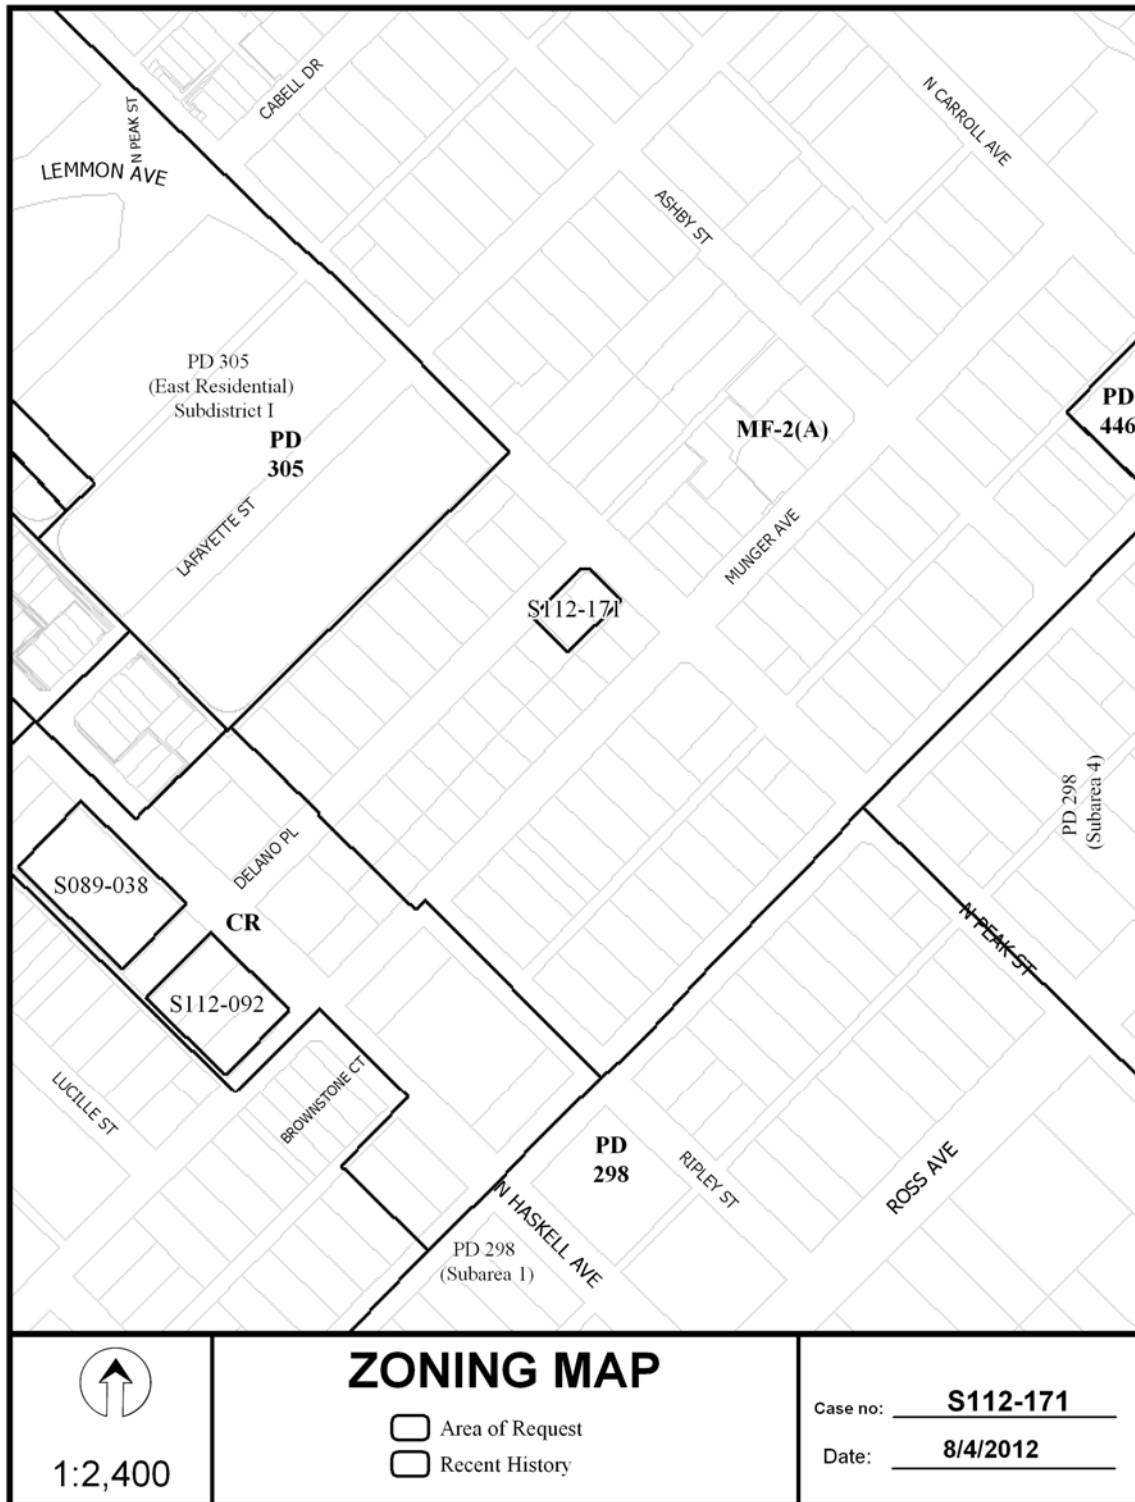 CABELL DR
N PEAK ST
LEMMON AVE
N CARROLL AVE
ASHBY ST
PD 305
(East Residential)
Subdistrict I
PD
305
LAFAYETTE ST
MF-2(A)
PD
446
MUNGER AVE
S112-171
PD 298
(Subarea 4)
DELANO PL
S089-038
CR
N PEAK ST
S112-092
LUCILLE ST
BROWNSTONE CT
PD
298
RIPLEY ST
ROSS AVE
N HASKELL AVE
PD 298
(Subarea 1)
1:2,400
ZONING MAP
Area of Request
Recent History
Case no: S112-171
Date: 8/4/2012